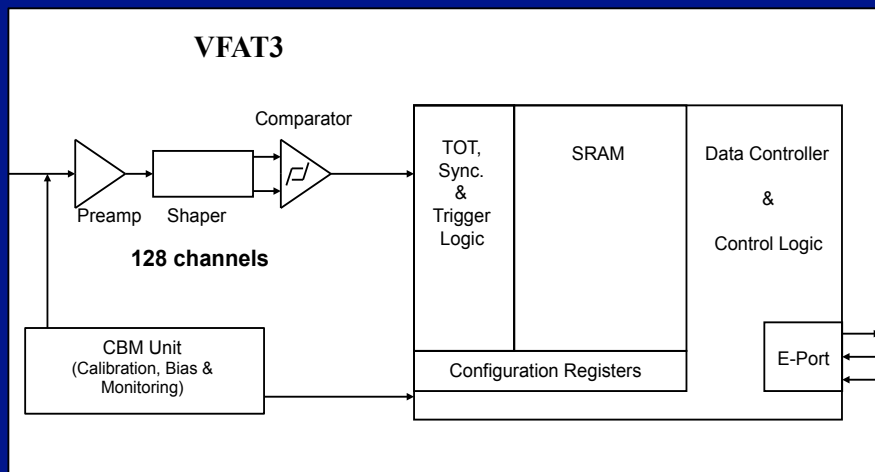 VFAT3
Comparator
Preamp
Shaper
128 channels
TOT,
Sync.
&
Trigger
Logic
SRAM
Data Controller
&
Control Logic
CBM Unit
(Calibration, Bias &
Monitoring)
Configuration Registers
E-Port